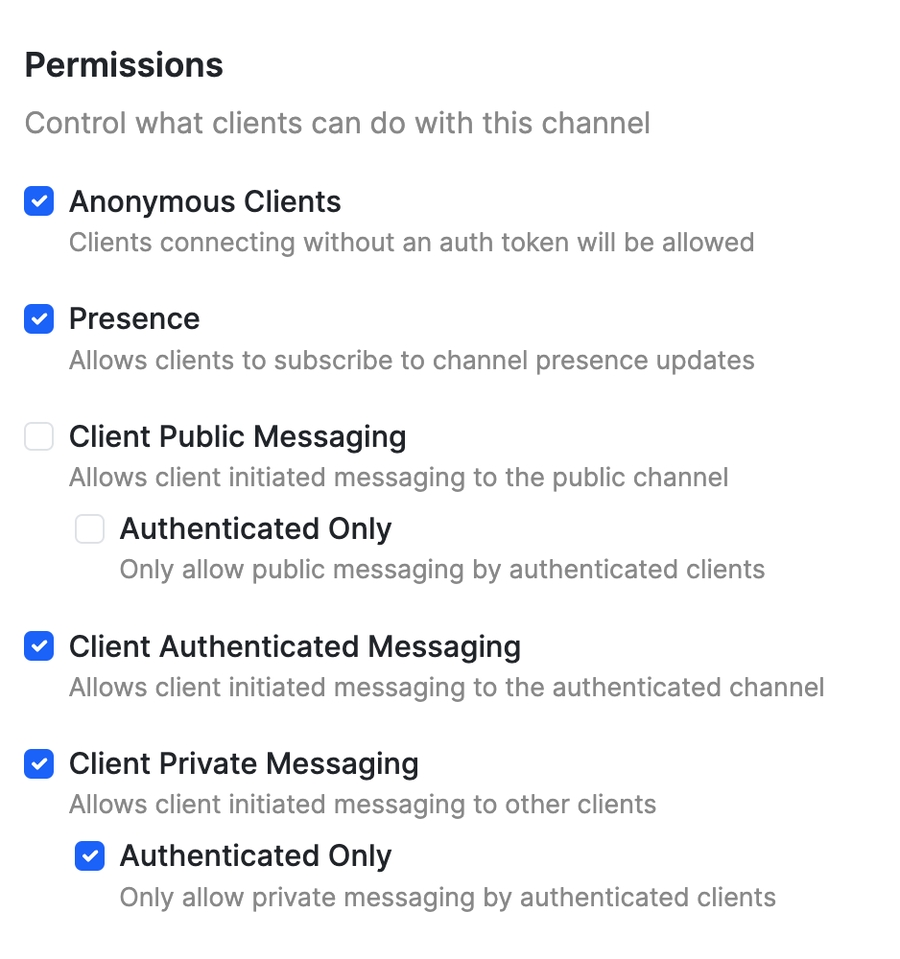 Permissions
Control what clients can do with this channel
Anonymous Clients
Clients connecting without an auth token will be allowed
Presence
Allows clients to subscribe to channel presence updates
Client Public Messaging
Allows client initiated messaging to the public channel
Authenticated Only
Only allow public messaging by authenticated clients
Client Authenticated Messaging
Allows client initiated messaging to the authenticated channel
Client Private Messaging
Allows client initiated messaging to other clients
Authenticated Only
Only allow private messaging by authenticated clients